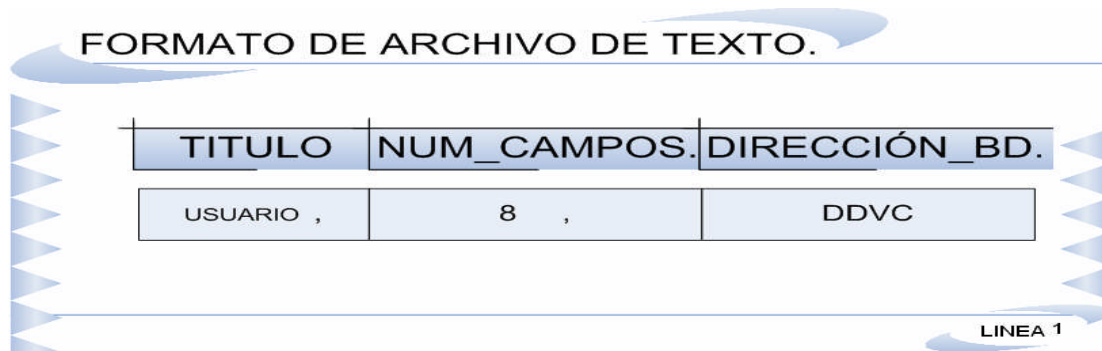 FORMATO DE ARCHIVO DE TEXTO.
TITULO NUM_CAMPOS. DIRECCIÓN_BD.
USUARIO , 8 , DDVC
LINEA 1